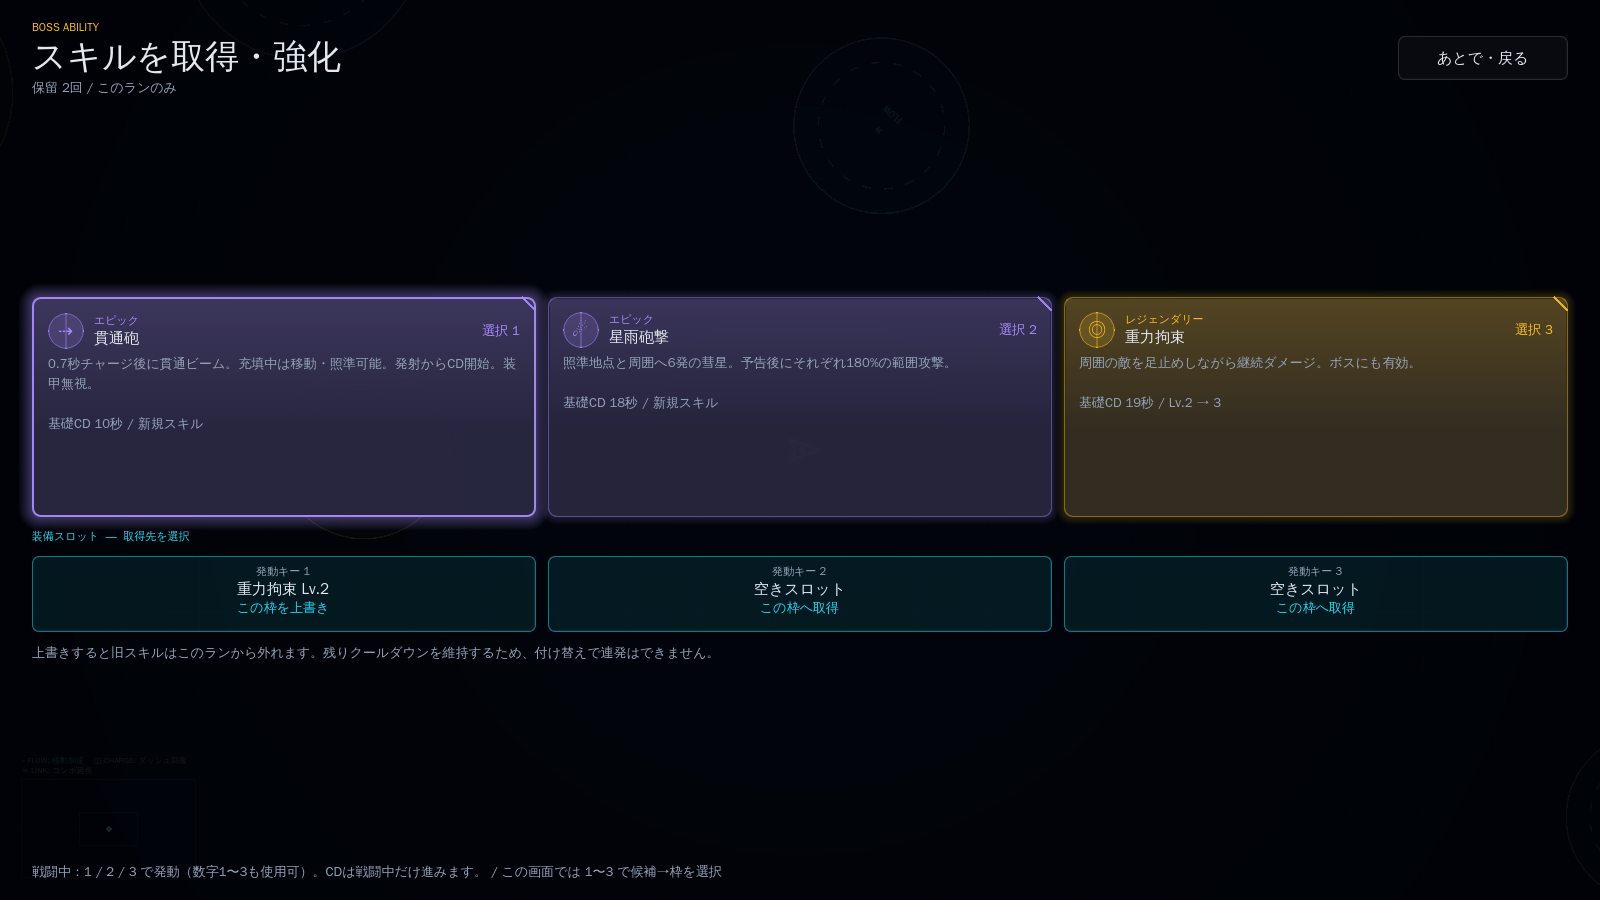 BOSS ABILITY
スキルを取得・強化
保留 2回 / このランのみ
あとで・戻る
エピック
貫通砲
選択 1
0.7秒チャージ後に貫通ビーム。充填中は移動・照準可能。発射からCD開始。装
甲無視。
基礎CD 10秒 / 新規スキル
エピック
星雨砲撃
選択 2
照準地点と周囲へ6発の彗星。予告後にそれぞれ180%の範囲攻撃。
基礎CD 18秒 / 新規スキル
レジェンダリー
重力拘束
選択 3
周囲の敵を足止めしながら継続ダメージ。ボスにも有効。
基礎CD 19秒 / Lv.2 → 3
装備スロット — 取得先を選択
発動キー 1
重力拘束 Lv.2
この枠を上書き
発動キー 2
空きスロット
この枠へ取得
発動キー 3
空きスロット
この枠へ取得
上書きすると旧スキルはこのランから外れます。残りクールダウンを維持するため、付け替えで連発はできません。
戦闘中：1 / 2 / 3 で発動（数字1〜3も使用可）。CDは戦闘中だけ進みます。 / この画面では 1〜3 で候補→枠を選択